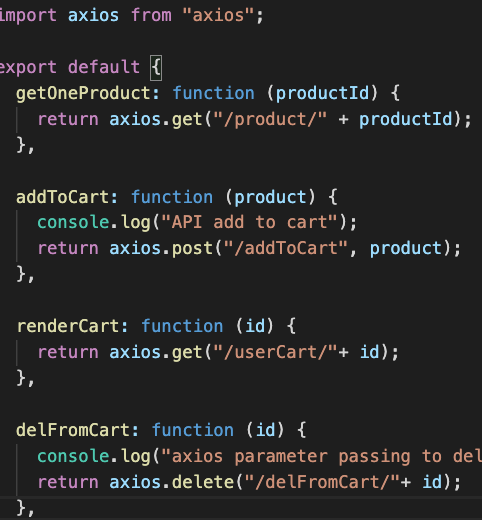 import axios from "axios";
export default {
getOneProduct: function (productId) {
return axios.get("/product/" + productId);
},
addToCart: function (product) {
console.log("API add to cart");
return axios.post("/addToCart", product);
},
renderCart: function (id) {
return axios.get("/userCart/"+ id);
},
delFromCart: function (id) {
console.log("axios parameter passing to del
return axios.delete("/delFromCart/"+ id);
},